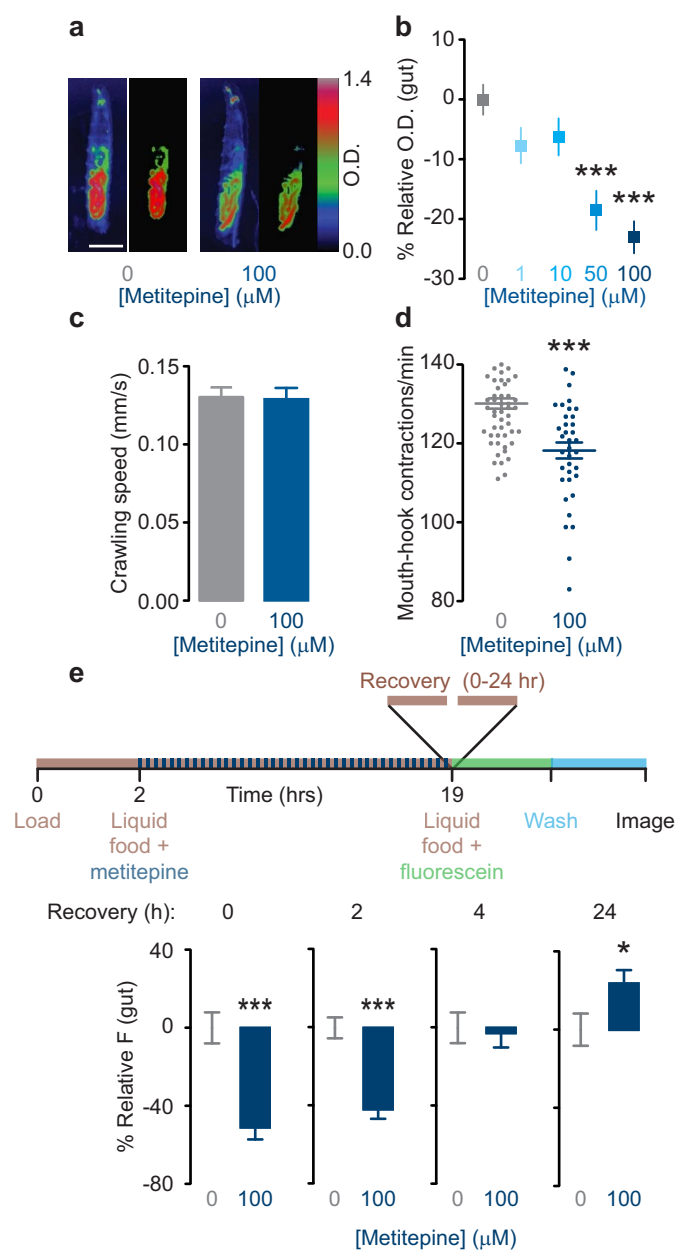 a
1.4
O.D.
0.0
0 100
[Metitepine] (μM)
b
% Relative O.D. (gut)
10
0
-10
-20
-30
***
***
0 1 10 50 100
[Metitepine] (μM)
c
Crawling speed (mm/s)
0.15
0.10
0.05
0.00
0 100
[Metitepine] (μM)
d
***
Mouth-hook contractions/min
140
120
100
80
0 100
[Metitepine] (μM)
e
Recovery (0-24 hr)
0 2 Time (hrs) 19
Load Liquid Liquid Wash Image
food + food +
metitepine fluorescein
Recovery (h): 0 2 4 24
% Relative F (gut)
40
0
-40
-80
*** *** *
0 100 0 100 0 100 0 100
[Metitepine] (μM)